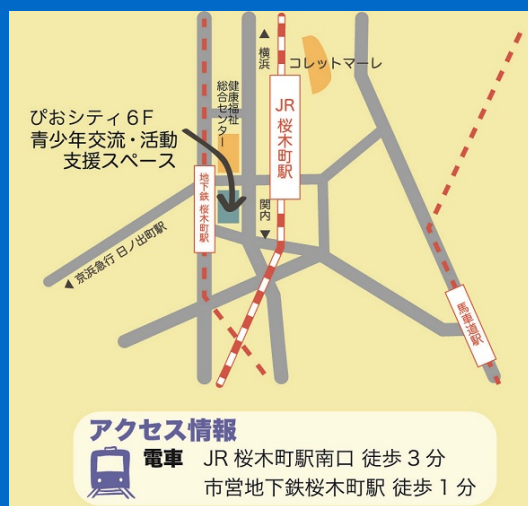 ▲
横浜
コレットマーレ
健康福祉
総合センター
JR 桜木町駅
ぴおシティ6F
青少年交流・活動
支援スペース
地下鉄 桜木町駅
関内
▼
▲ 京浜急行 日ノ出町駅
馬車道駅
アクセス情報
電車 JR 桜木町駅南口 徒歩3分
市営地下鉄桜木町駅 徒歩1分